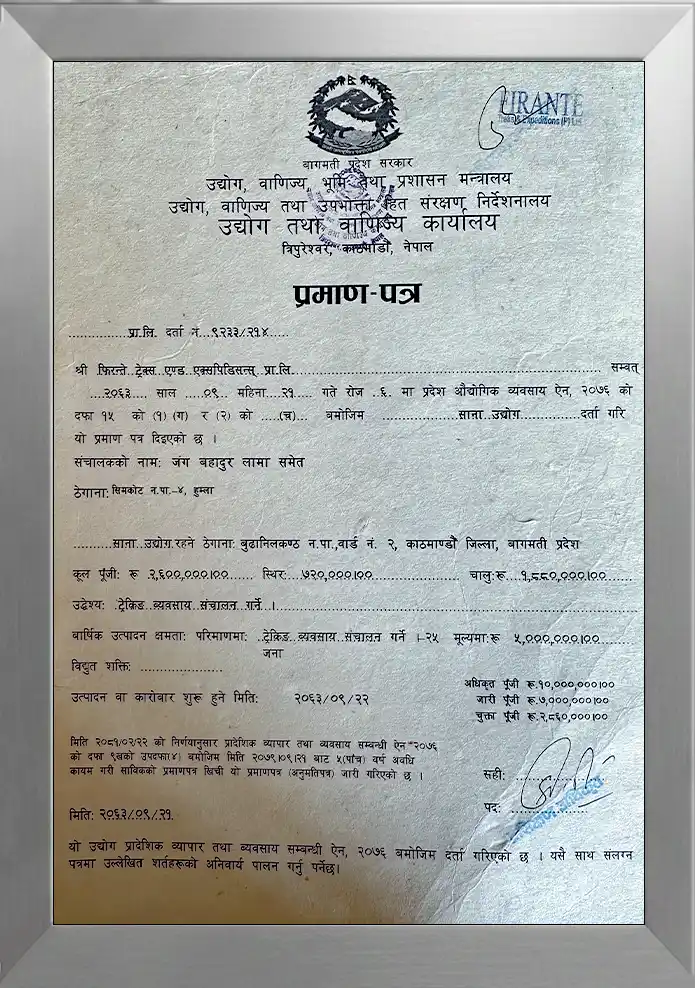 FIRANTE
Treks & Expeditions (P) Ltd.
बागमती प्रदेश सरकार
उद्योग, वाणिज्य, भूमि तथा प्रशासन मन्त्रालय
उद्योग, वाणिज्य तथा उपभोक्ता हित संरक्षण निर्देशनालय
उद्योग तथा वाणिज्य कार्यालय
त्रिपुरेश्वर, काठमाडौं, नेपाल
प्रमाण-पत्र
...............प्रा.लि. दर्ता नं..९२३३/२१४.....
श्री फिरन्ते ट्रेक्स एण्ड एक्सपिडिसन्स् प्रा.लि............ सम्वत्
...२०६३..... साल .....०९... महिना...२१... गते रोज ..६.. मा प्रदेश औद्योगिक व्यवसाय ऐन, २०७६ को
दफा १५ को (१) (ग) र (२) को ....(च)... बमोजिम ...............साना उद्योग............दर्ता गरि
यो प्रमाण पत्र दिइएको छ ।
संचालकको नाम: जंग बहादुर लामा समेत
ठेगाना: सिमकोट न.पा.-४, हुम्ला
.........साना..उद्योग.रहने ठेगाना: बुढानिलकण्ठ न.पा.,वार्ड नं. २, काठमाण्डौं जिल्ला, बागमती प्रदेश
कूल पूँजी: रू २,६००,०००।००....... स्थिर:...७२०,०००।००.................... चालु:रू...१,८८०,०००।००.......
उद्देश्य: .ट्रेकिङ..व्यवसाय.संचालन गर्ने..।............
बार्षिक उत्पादन क्षमता: परिमाणमा: .ट्रेकिङ..व्यवसाय..संचालन गर्ने ।-२५ मूल्यमा:रू ५,०००,०००।००.......
जना
विद्युत शक्ति: ....................
उत्पादन वा कारोवार शुरू हुने मिति: २०६३/०९/२२
अधिकृत पूँजी रू.१०,०००,०००।००
जारी पूँजी रू.७,०००,०००।००
चुक्ता पूँजी रू.२,८६०,०००।००
मिति २०८१/०२/२२ को निर्णयानुसार प्रादेशिक व्यापार तथा व्यवसाय सम्बन्धी ऐन २०७६
को दफा ९खको उपदफा(४) बमोजिम मिति २०७९।०९।२१ बाट ५(पाँच) वर्ष अवधि
कायम गरी साविकको प्रमाणपत्र खिची यो प्रमाणपत्र (अनुमतिपत्र) जारी गरिएको छ ।
सही:
पद: ...................
मिति: २०६३/०९/२१
यो उद्योग प्रादेशिक व्यापार तथा व्यवसाय सम्बन्धी ऐन, २०७६ बमोजिम दर्ता गरिएको छ । यसै साथ संलग्न
पत्रमा उल्लेखित शर्तहरूको अनिवार्य पालन गर्नु पर्नेछ।